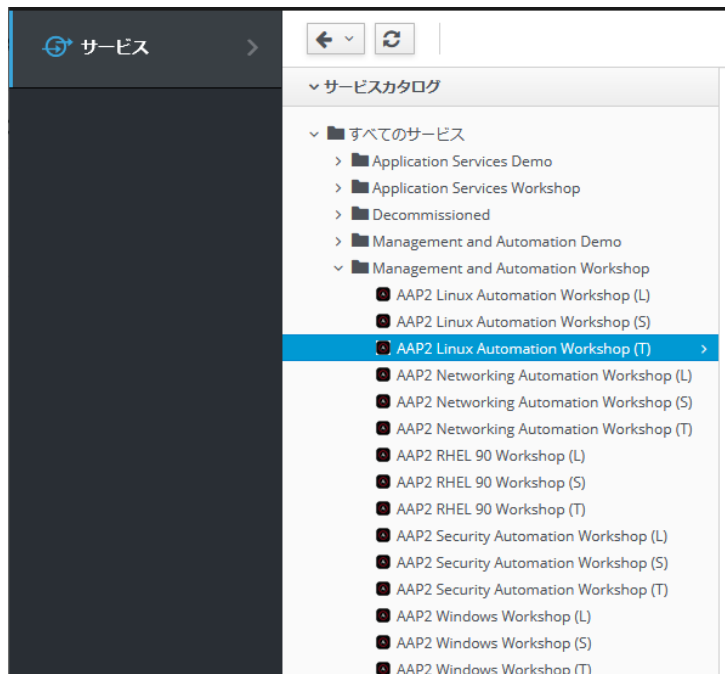 サービス
サービスカタログ
すべてのサービス
Application Services Demo
Application Services Workshop
Decommissioned
Management and Automation Demo
Management and Automation Workshop
AAP2 Linux Automation Workshop (L)
AAP2 Linux Automation Workshop (S)
AAP2 Linux Automation Workshop (T)
AAP2 Networking Automation Workshop (L)
AAP2 Networking Automation Workshop (S)
AAP2 Networking Automation Workshop (T)
AAP2 RHEL 90 Workshop (L)
AAP2 RHEL 90 Workshop (S)
AAP2 RHEL 90 Workshop (T)
AAP2 Security Automation Workshop (L)
AAP2 Security Automation Workshop (S)
AAP2 Security Automation Workshop (T)
AAP2 Windows Workshop (L)
AAP2 Windows Workshop (S)
AAP2 Windows Workshop (T)